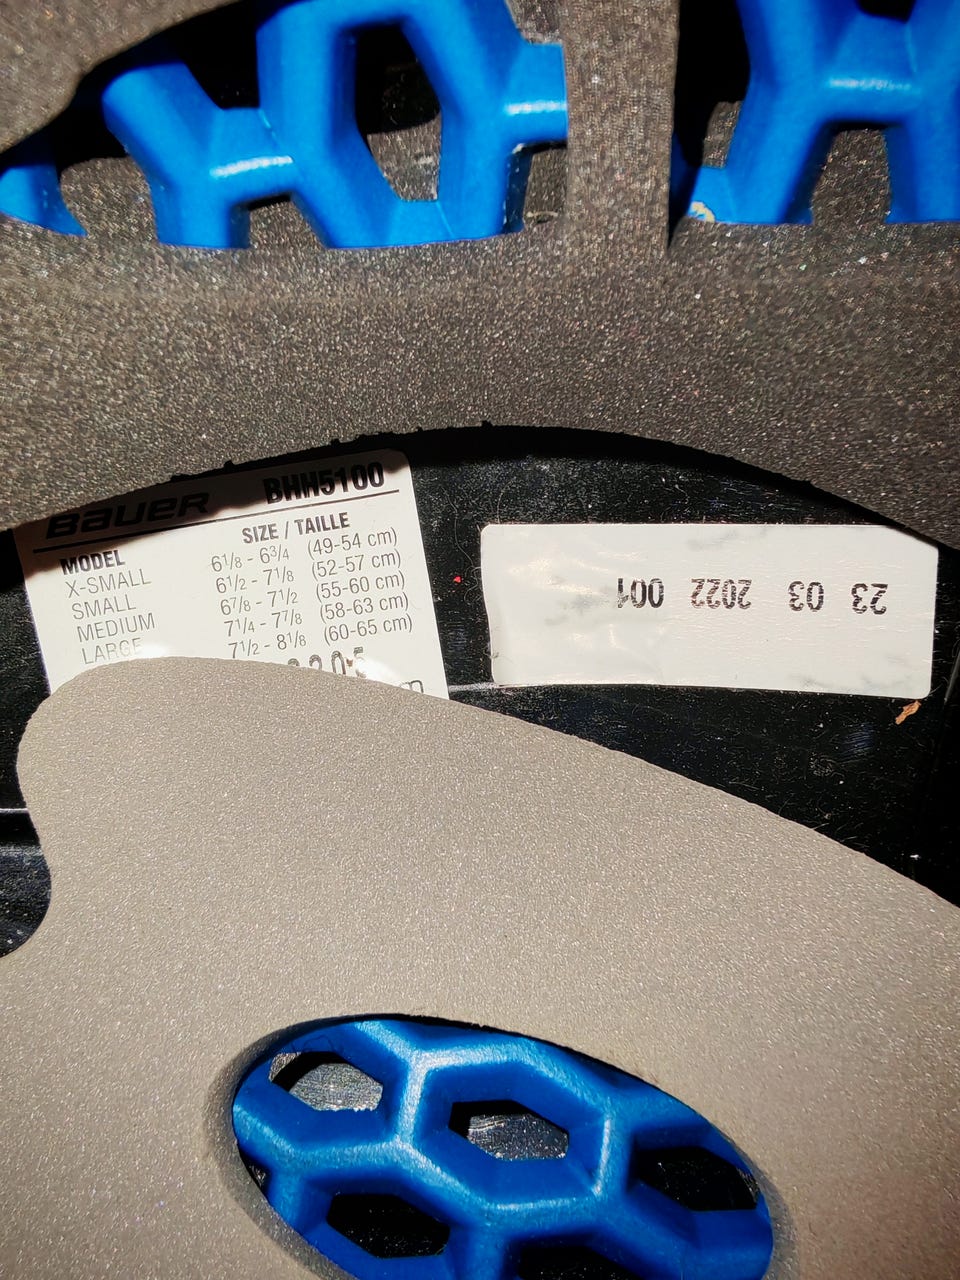 BAUER BHH5100
MODEL SIZE / TAILLE
X-SMALL 6 1/8 - 6 3/4 (49-54 cm)
SMALL 6 1/2 - 7 1/8 (52-57 cm)
MEDIUM 6 7/8 - 7 1/2 (55-60 cm)
LARGE 7 1/4 - 7 7/8 (58-63 cm)
7 1/2 - 8 1/8 (60-65 cm)
23 03 2022 001